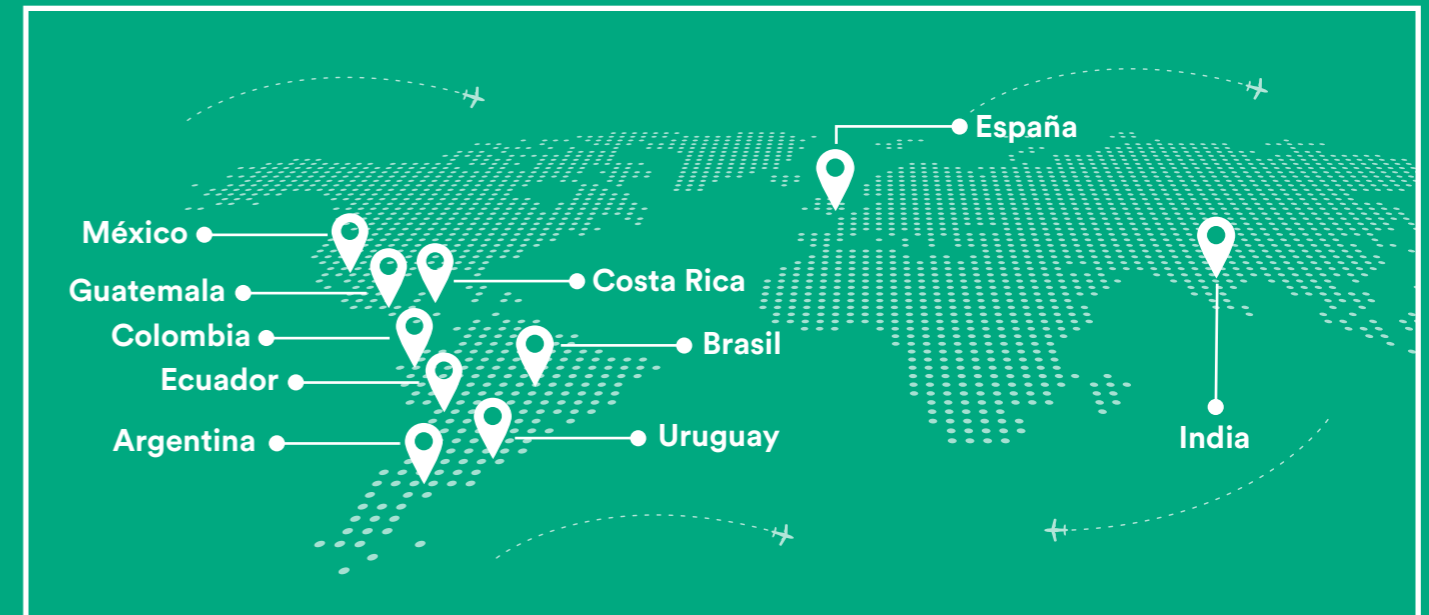 España
México
Guatemala
Costa Rica
Colombia
Brasil
Ecuador
Argentina
Uruguay
India